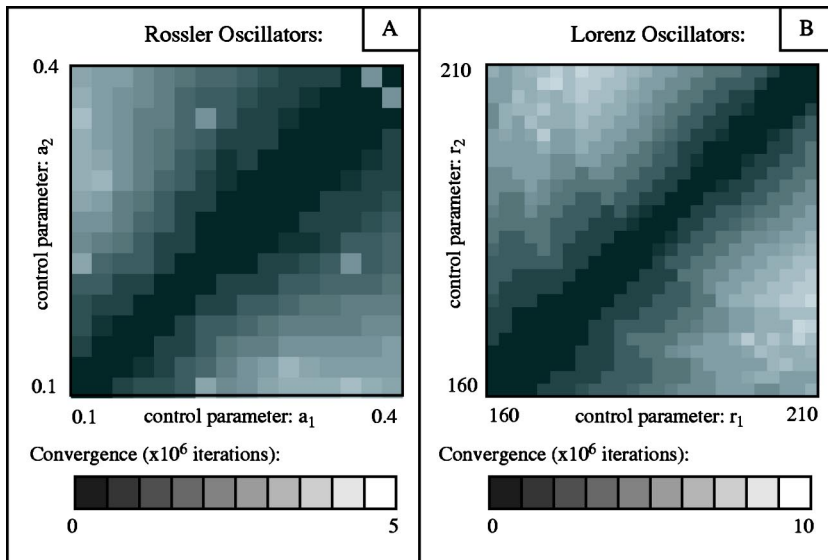 Rossler Oscillators:
A
0.4
control parameter: a2
0.1
0.1
control parameter: a1
0.4
Convergence (x10^6 iterations):
0
5
Lorenz Oscillators:
B
210
control parameter: r2
160
160
control parameter: r1
210
Convergence (x10^6 iterations):
0
10